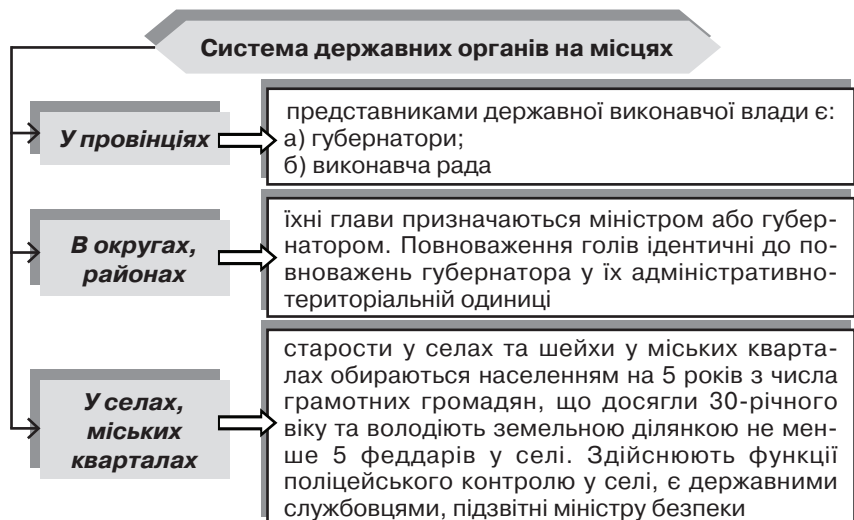 Система державних органів на місцях
У провінціях
представниками державної виконавчої влади є:
а) губернатори;
б) виконавча рада
В округах,
районах
їхні глави призначаються міністром або губер-
натором. Повноваження голів ідентичні до по-
вноважень губернатора у їх адміністративно-
територіальній одиниці
У селах,
міських
кварталах
старости у селах та шейхи у міських кварта-
лах обираються населенням на 5 років з числа
грамотних громадян, що досягли 30-річного
віку та володіють земельною ділянкою не мен-
ше 5 феддарів у селі. Здійснюють функції
поліцейського контролю у селі, є державними
службовцями, підзвітні міністру безпеки